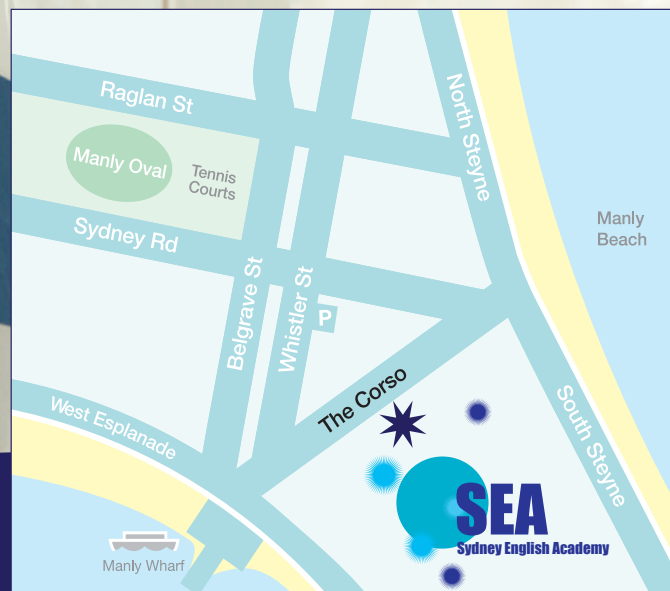 Raglan St
North Steyne
Manly Oval
Tennis
Courts
Manly
Beach
Sydney Rd
Belgrave St
Whistler St
P
The Corso
West Esplanade
South Steyne
SEA
Sydney English Academy
Manly Wharf